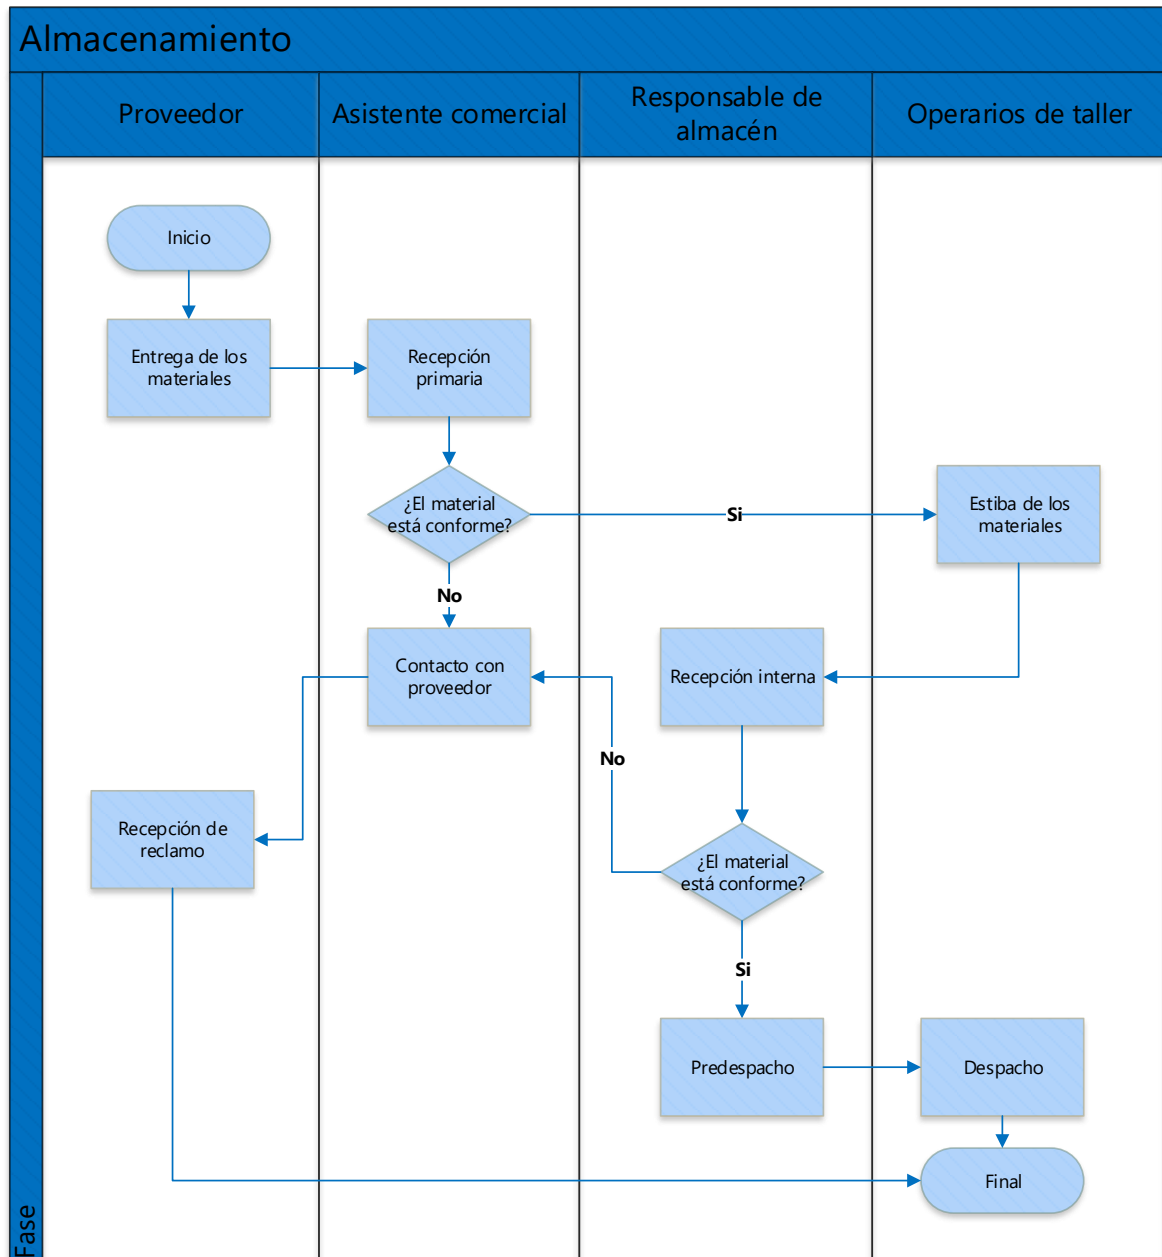 Almacenamiento
Proveedor
Asistente comercial
Responsable de
almacén
Operarios de taller
Inicio
Entrega de los
materiales
Recepción
primaria
¿El material
está conforme?
Si
Estiba de los
materiales
No
Contacto con
proveedor
Recepción interna
No
Recepción de
reclamo
¿El material
está conforme?
Si
Predespacho
Despacho
Final
Fase